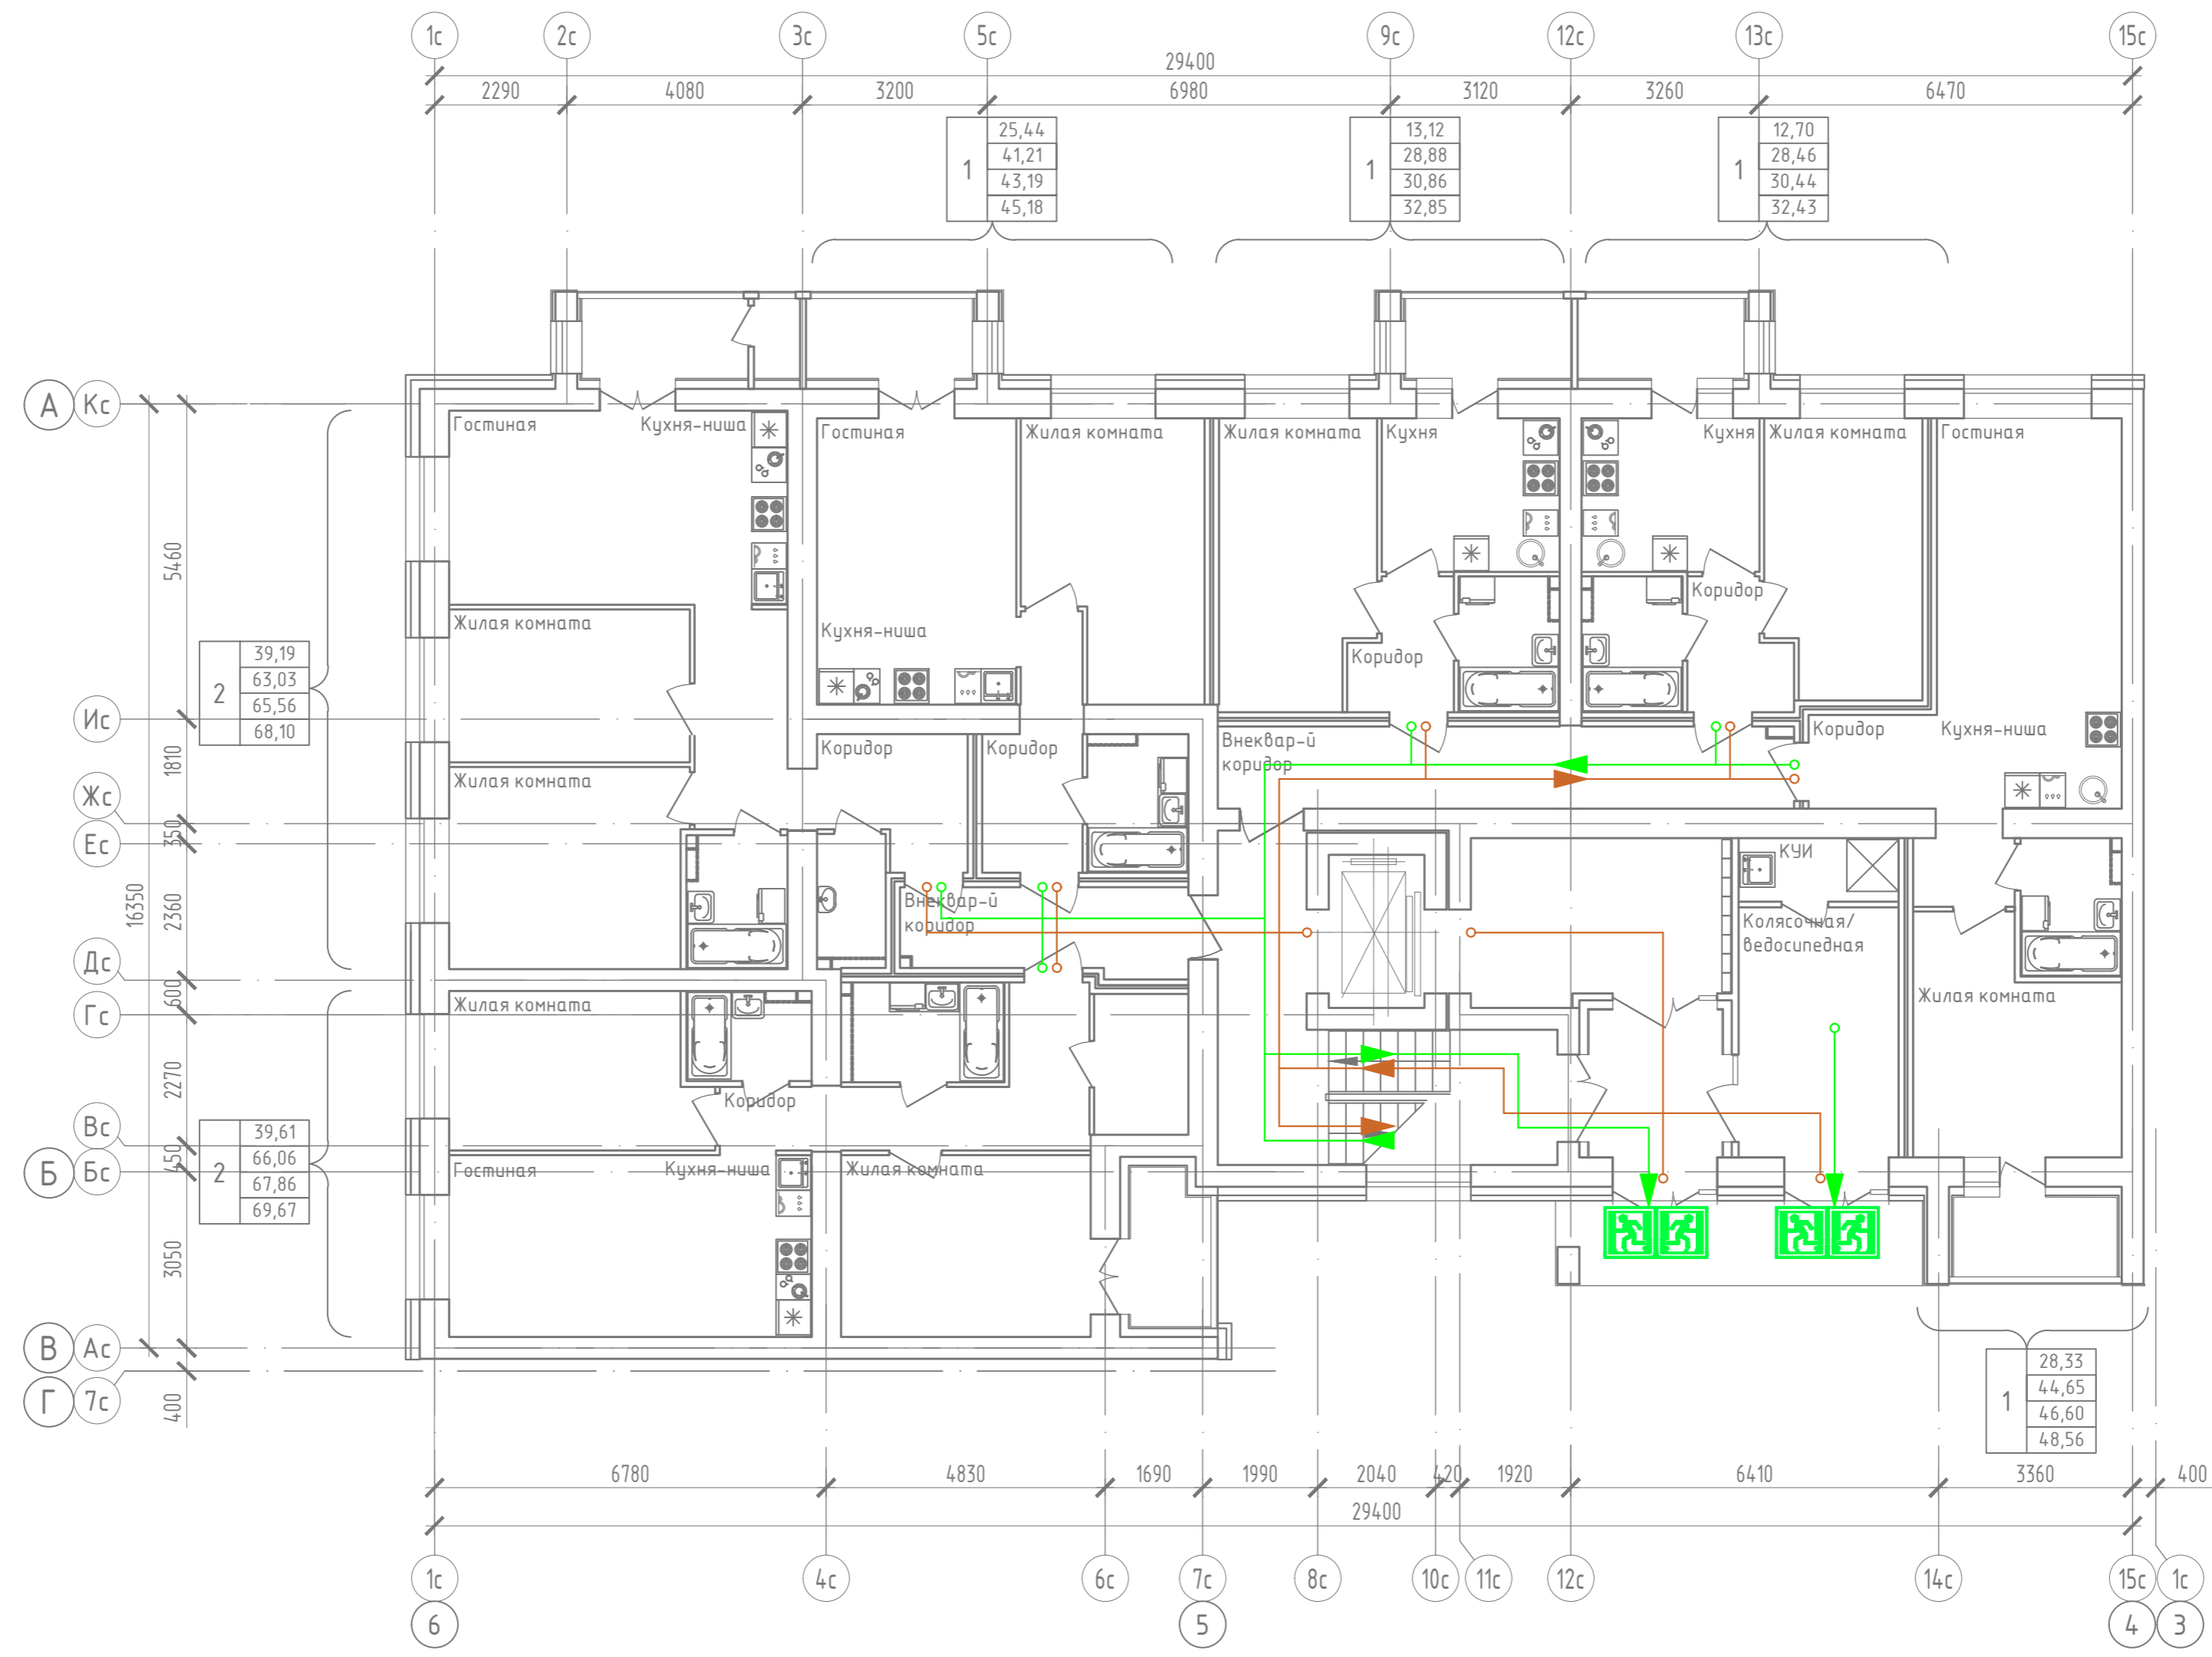 1с 2с 3с 5с 9с 12с 13с 15с
29400
2290 4080 3200 6980 3120 3260 6470
1
25,44
41,21
43,19
45,18
1
13,12
28,88
30,86
32,85
1
12,70
28,46
30,44
32,43
А Кс
Ис
Жс
Ес
Дс
Гс
Вс
Б Бс
В Ас
Г 7с
16350
5460
1810
350
2360
600
2270
450
3050
400
2
39,19
63,03
65,56
68,10
2
39,61
66,06
67,86
69,67
Гостиная
Кухня-ниша
Гостиная
Жилая комната
Жилая комната
Кухня
Кухня
Жилая комната
Гостиная
Жилая комната
Кухня-ниша
Коридор
Коридор
Жилая комната
Коридор
Коридор
Внеквар-й
коридор
Коридор
Кухня-ниша
КУИ
Внеквар-й
коридор
Колясочная/
ведосипедная
Жилая комната
Жилая комната
Коридор
Гостиная
Кухня-ниша
Жилая комната
1
28,33
44,65
46,60
48,56
6780 4830 1690 1990 2040 420 1920 6410 3360 400
29400
1с 4с 6с 7с 8с 10с 11с 12с 14с 15с 1с
6 5 4 3